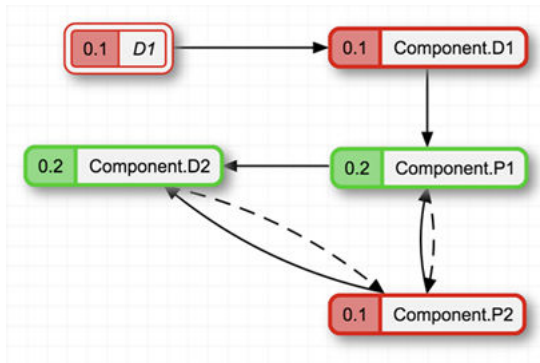 0.1 D1
0.1 Component.D1
0.2 Component.D2
0.2 Component.P1
0.1 Component.P2